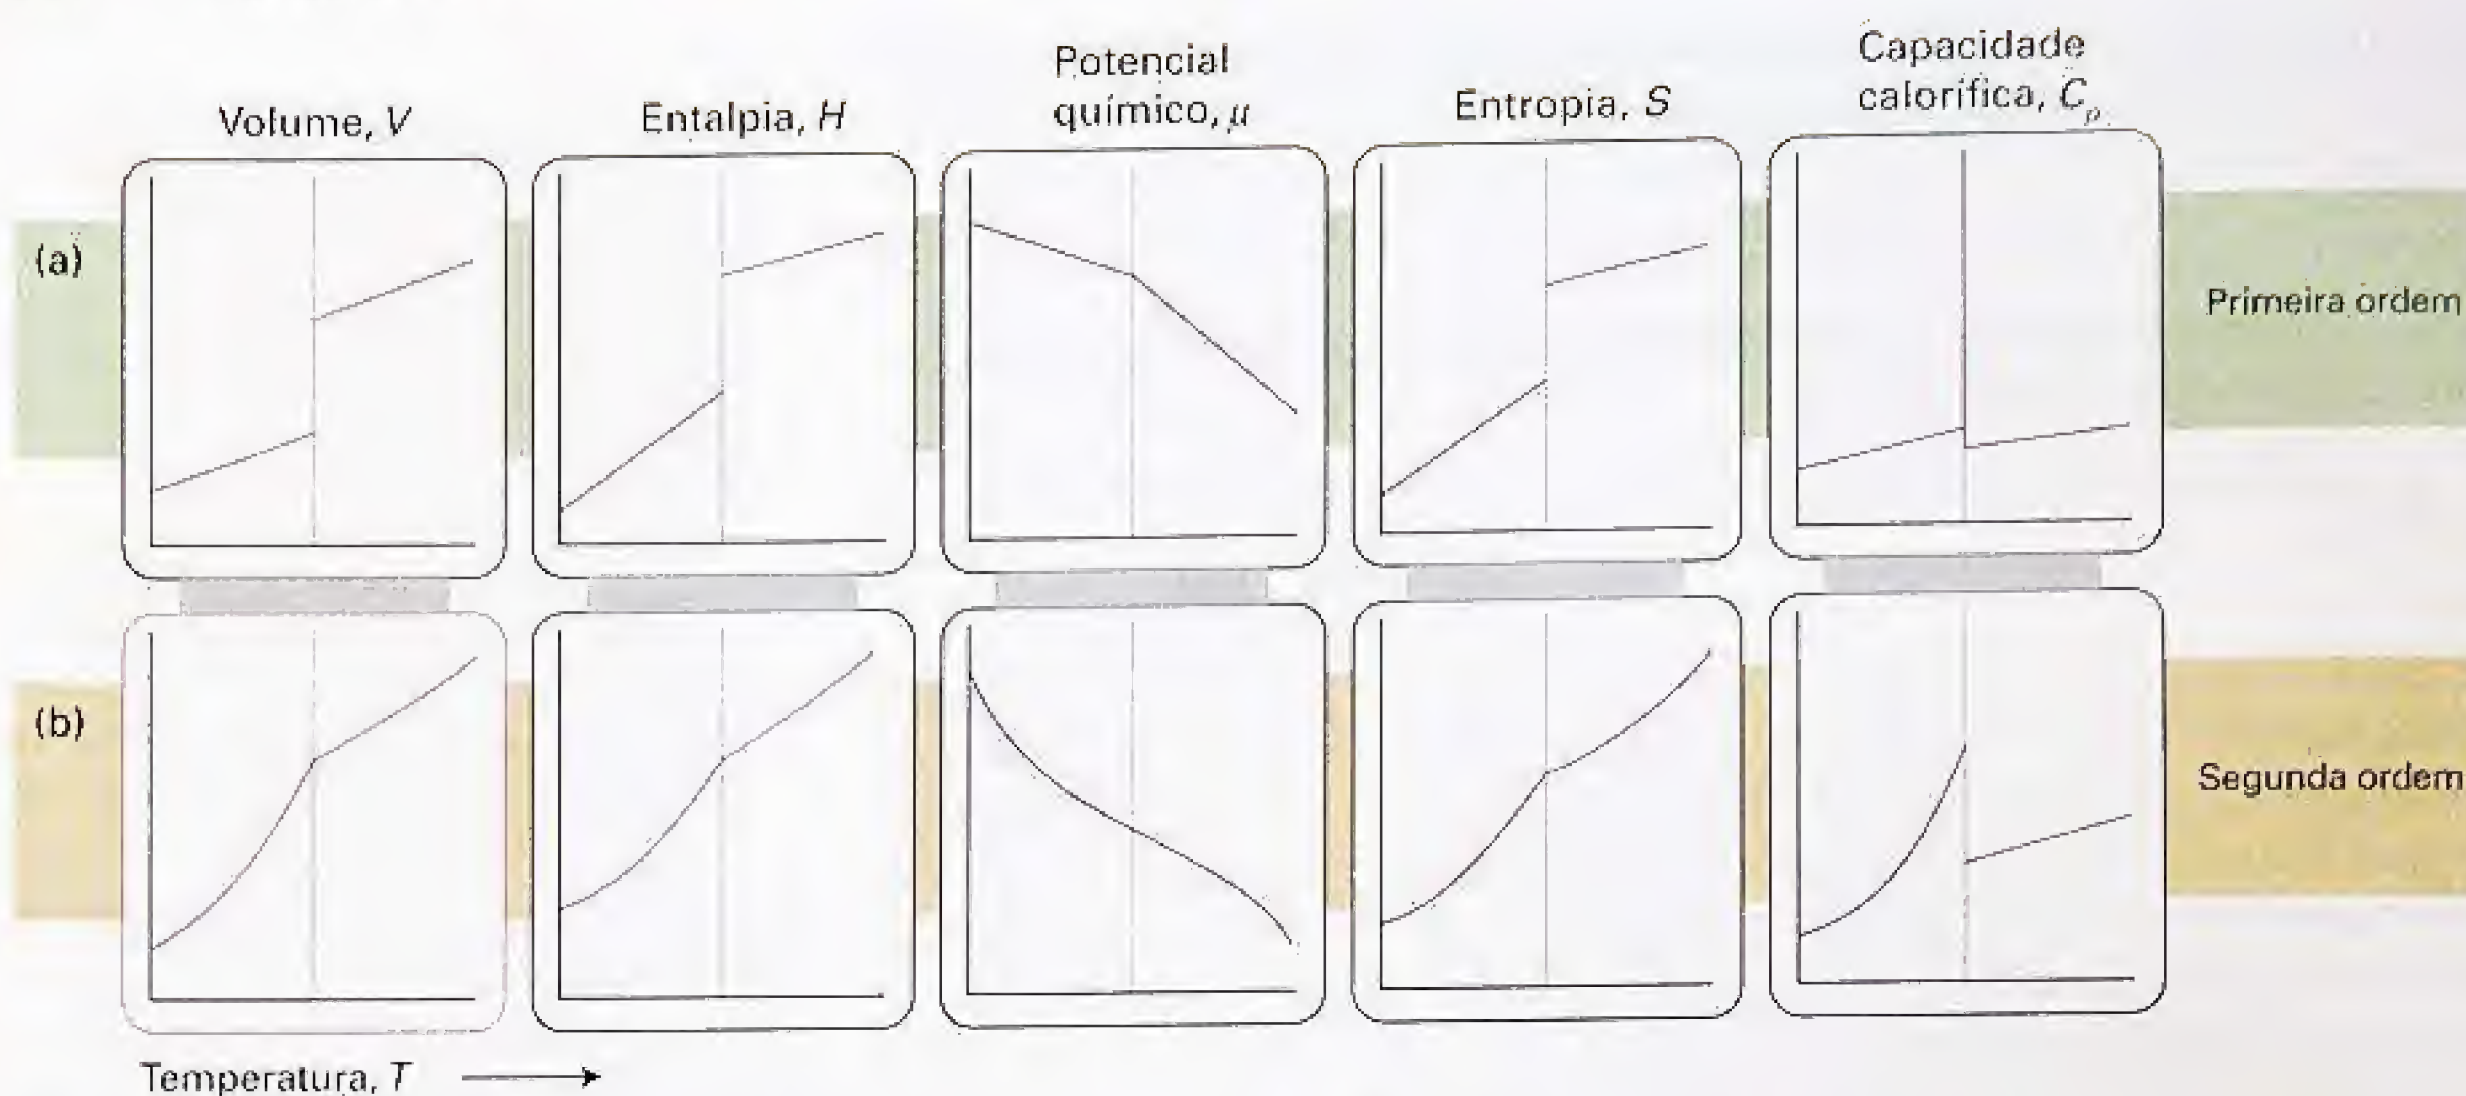 Volume, V
Entalpia, H
Potencial
químico, μ
Entropia, S
Capacidade
calorífica, Cp
(a)
Primeira ordem
(b)
Segunda ordem
Temperatura, T